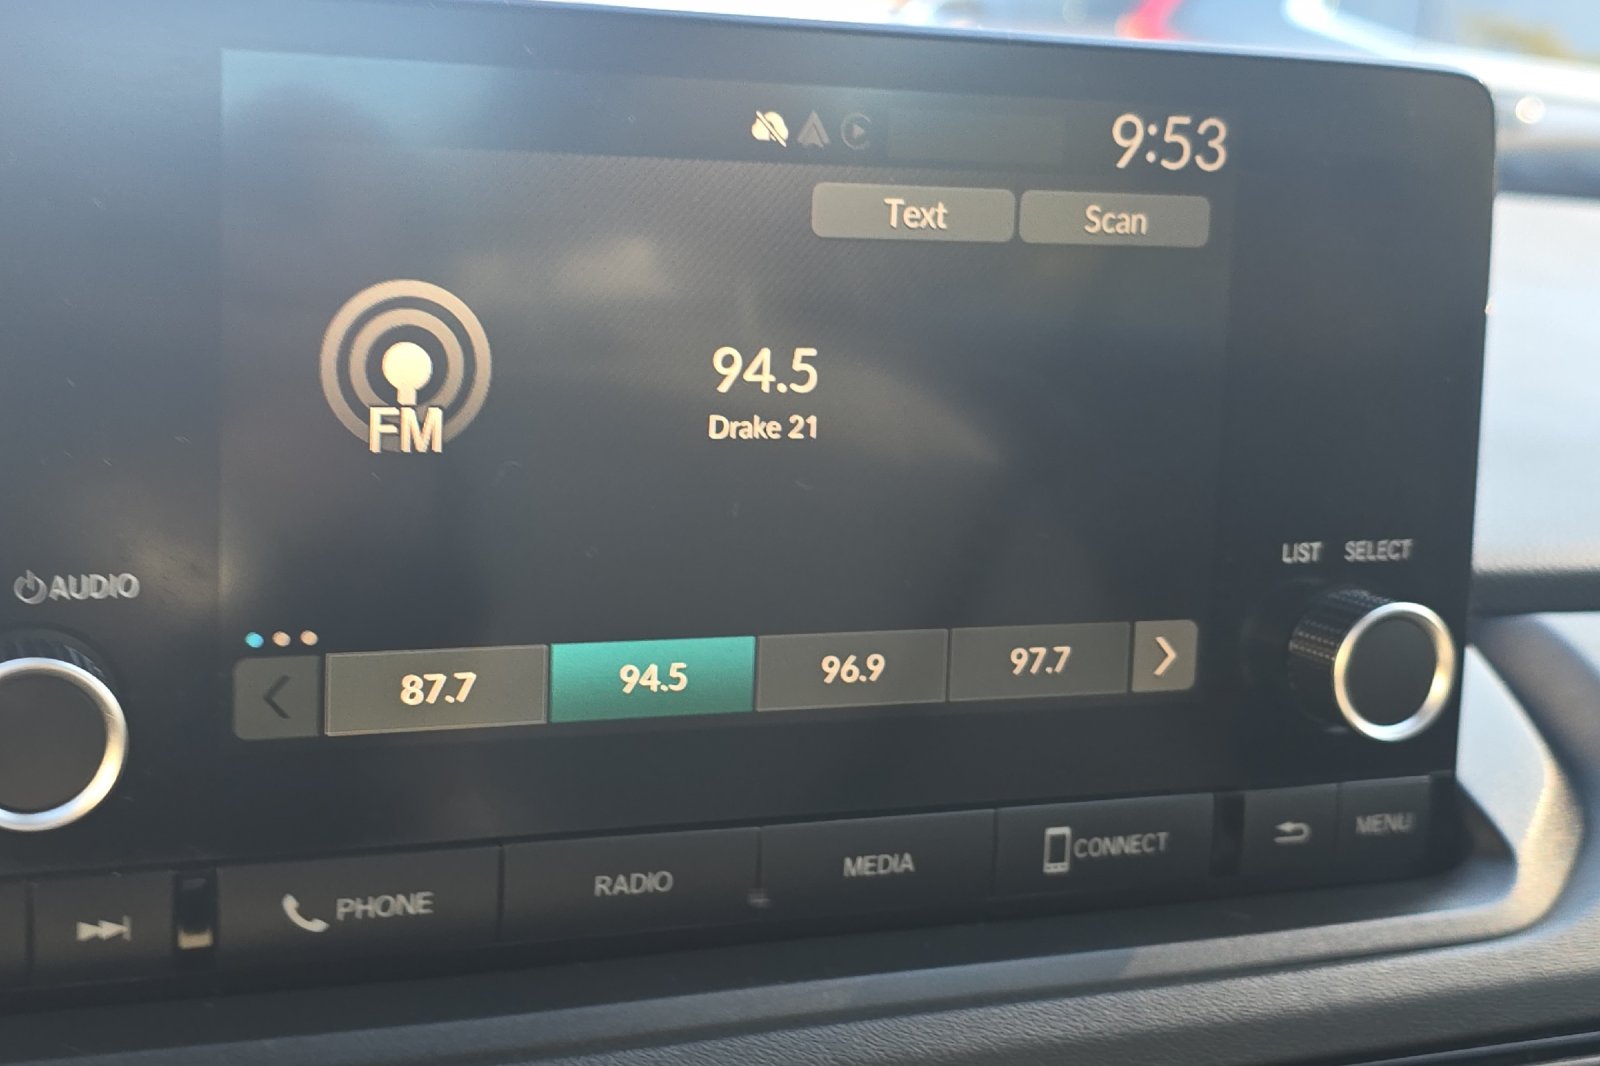 9:53
Text Scan
FM
94.5
Drake 21
LIST SELECT
AUDIO
87.7 94.5 96.9 97.7
PHONE RADIO MEDIA CONNECT MENU